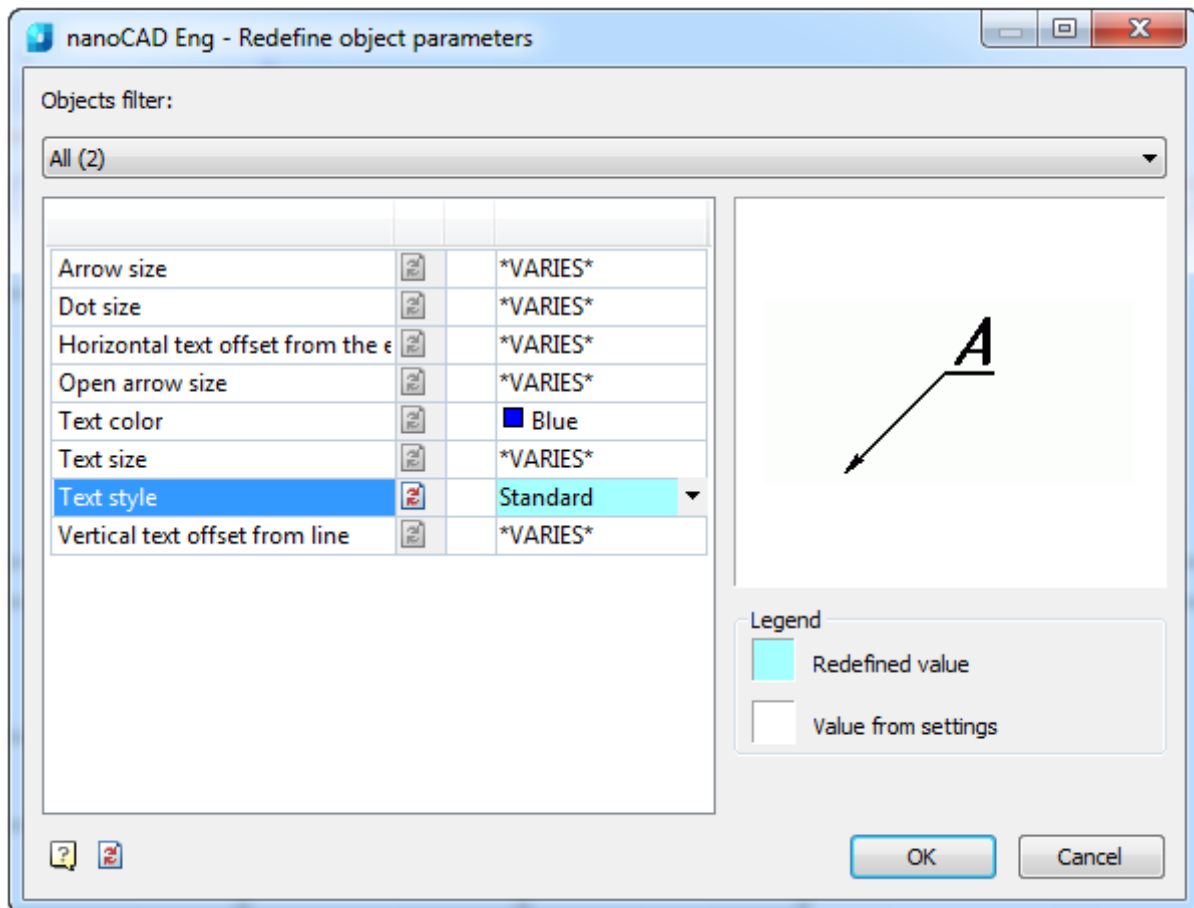 nanoCAD Eng - Redefine object parameters
Objects filter:
All (2)
Arrow size *VARIES*
Dot size *VARIES*
Horizontal text offset from the e *VARIES*
Open arrow size *VARIES*
Text color Blue
Text size *VARIES*
Text style Standard
Vertical text offset from line *VARIES*
A
Legend
Redefined value
Value from settings
OK Cancel